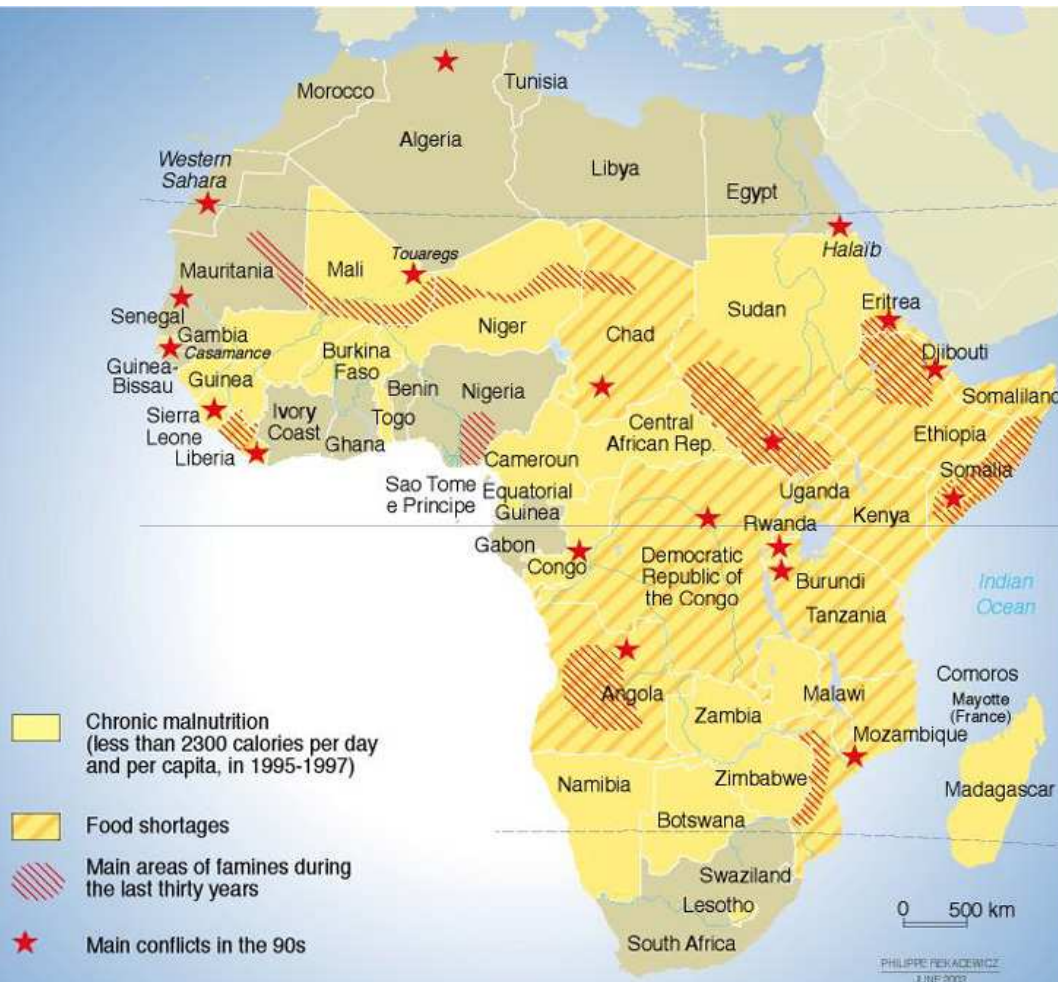 Tunisia
Morocco
Algeria
Western
Sahara
Libya
Egypt
Halaïb
Touaregs
Mauritania
Mali
Niger
Chad
Sudan
Eritrea
Senegal
Gambia
Casamance
Guinea-
Bissau
Guinea
Burkina
Faso
Djibouti
Benin
Nigeria
Somaliland
Sierra
Leone
Liberia
Ivory
Coast
Ghana
Togo
Central
African Rep.
Ethiopia
Cameroun
Somalia
Sao Tome
e Principe
Equatorial
Guinea
Uganda
Kenya
Rwanda
Gabon
Congo
Democratic
Republic of
the Congo
Burundi
Tanzania
Indian
Ocean
Angola
Zambia
Malawi
Comoros
Mayotte
(France)
Mozambique
Namibia
Zimbabwe
Botswana
Madagascar
Swaziland
Lesotho
South Africa
Chronic malnutrition
(less than 2300 calories per day
and per capita, in 1995-1997)
Food shortages
Main areas of famines during
the last thirty years
Main conflicts in the 90s
0 500 km
PHILIPPE REKACEWICZ